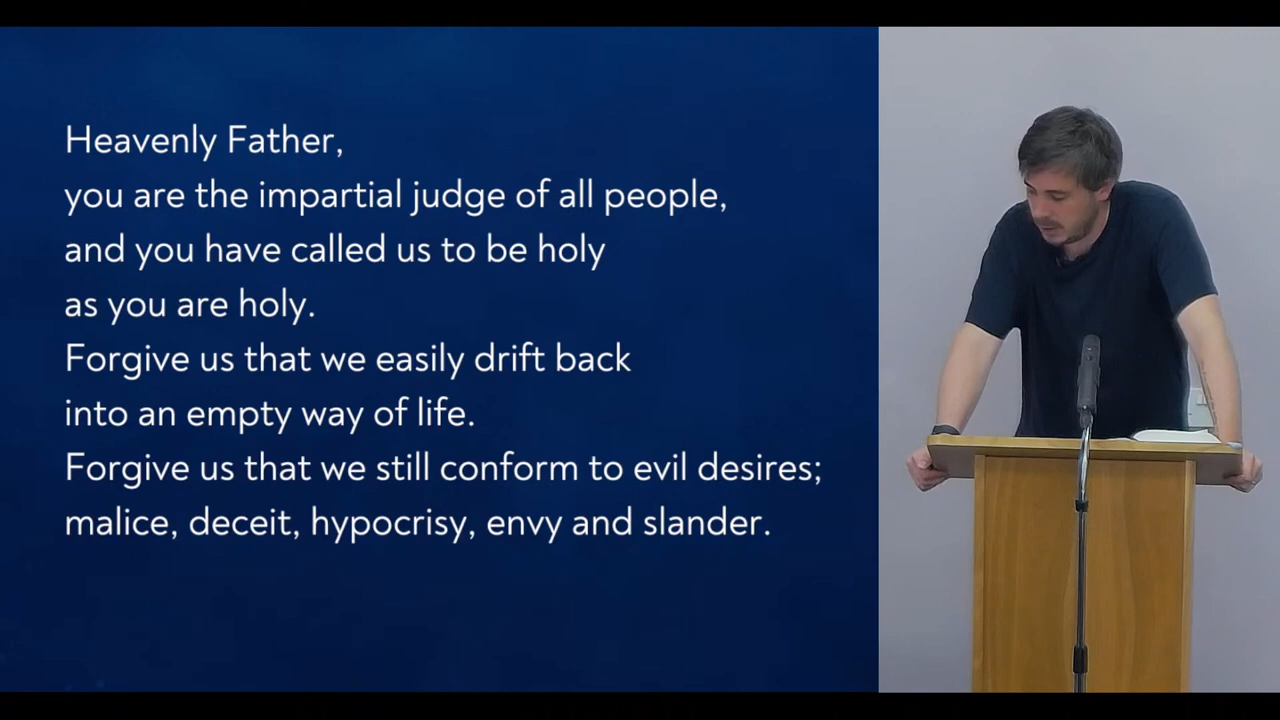 Heavenly Father,
you are the impartial judge of all people,
and you have called us to be holy
as you are holy.
Forgive us that we easily drift back
into an empty way of life.
Forgive us that we still conform to evil desires;
malice, deceit, hypocrisy, envy and slander.